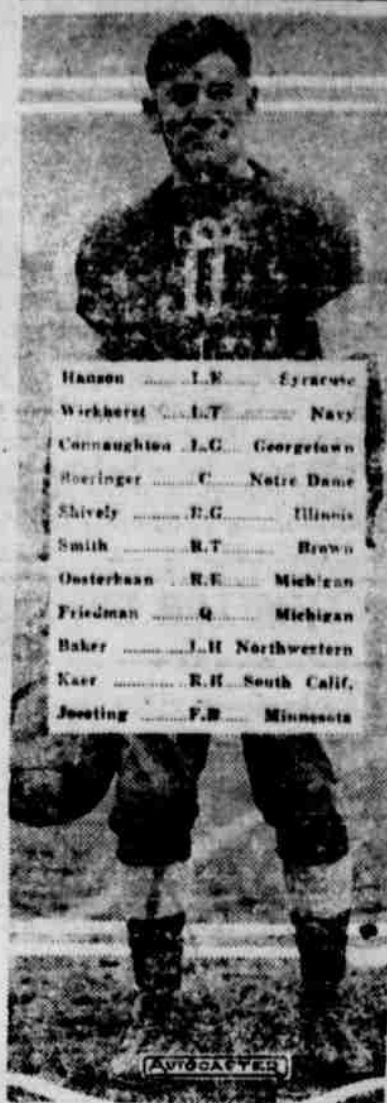 Hanson ........ L.E ........ Syracuse
Wickhorst ..... L.T .......... Navy
Connaughton . L.G ... Georgetown
Boeringer ....... C .... Notre Dame
Shively ......... R.G ......... Illinois
Smith .......... R.T ......... Brown
Oosterbaan .. R.E ..... Michigan
Friedman ...... Q ...... Michigan
Baker .......... L.H Northwestern
Kaer ............ R.H ... South Calif.
Joesting ........ F.B ..... Minnesota
AUTOCASTER